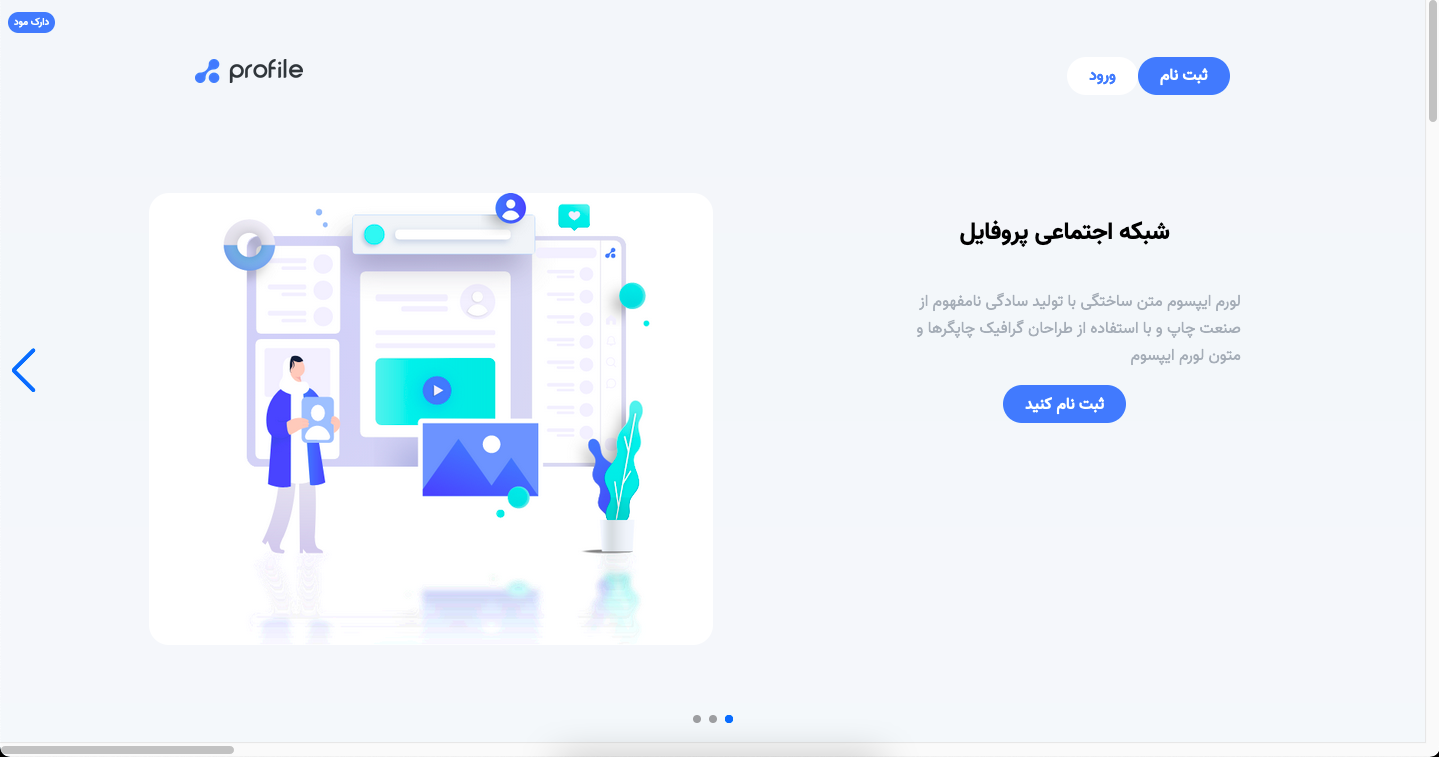 دارک مود
ثبت نام
ورود
profile
شبکه اجتماعی پروفایل
لورم ایپسوم متن ساختگی با تولید سادگی نامفهوم از
صنعت چاپ و با استفاده از طراحان گرافیک چاپگرها و
متون لورم ایپسوم
ثبت نام کنید